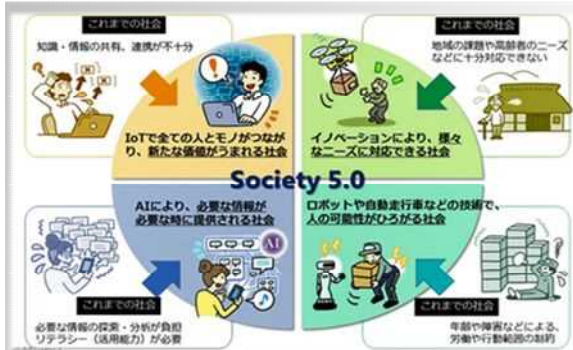 これまでの社会
知識・情報の共有、連携が不十分
IoTで全ての人とモノがつなが
り、新たな価値がうまれる社会
これまでの社会
地域の課題や高齢者のニーズ
などに十分対応できない
イノベーションにより、様々
なニーズに対応できる社会
Society 5.0
AIにより、必要な情報が
必要な時に提供される社会
AI
これまでの社会
必要な情報の探索・分析が負担
リテラシー（活用能力）が必要
ロボットや自動走行車などの技術で、
人の可能性がひろがる社会
これまでの社会
年齢や障害などによる、
労働や行動範囲の制約